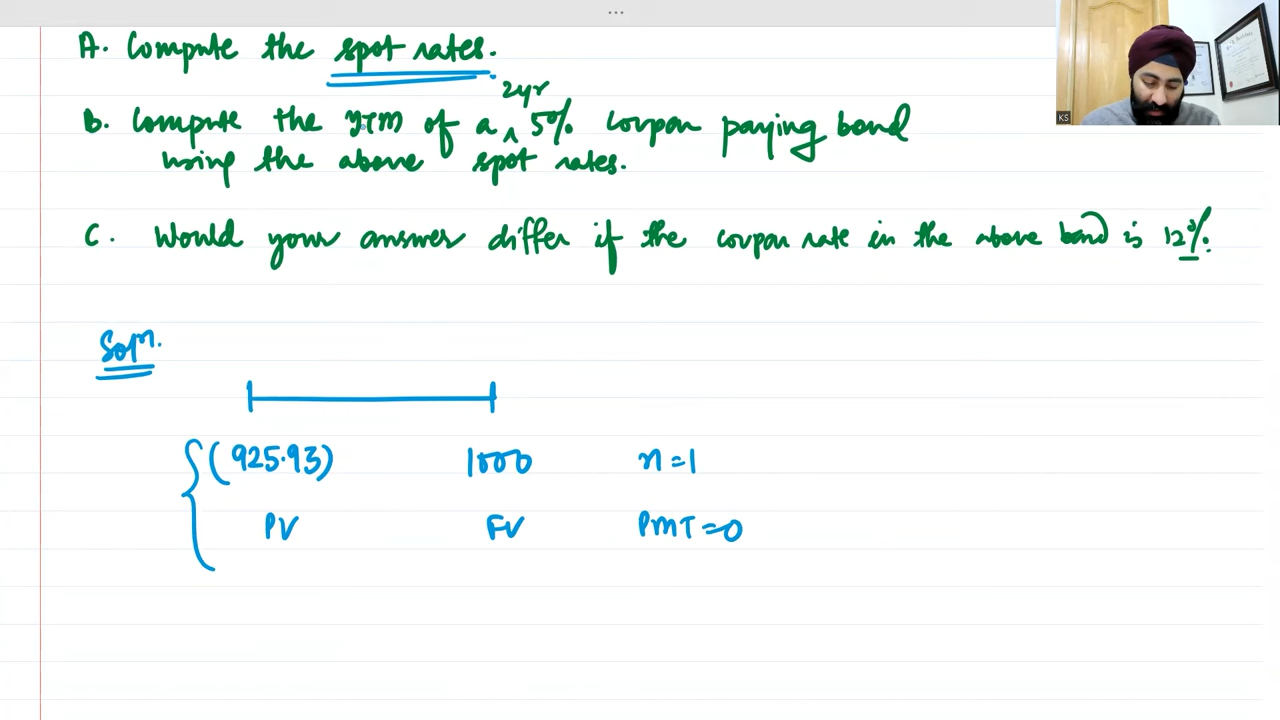 ...
A. Compute the spot rates.
2yr
B. Compute the YTM of a ^ 5% coupon paying bond
using the above spot rates.
C. Would your answer differ if the coupon rate in the above bond is 12%.
Solⁿ.
(925.93) 1000 n=1
PV FV PMT=0
KS